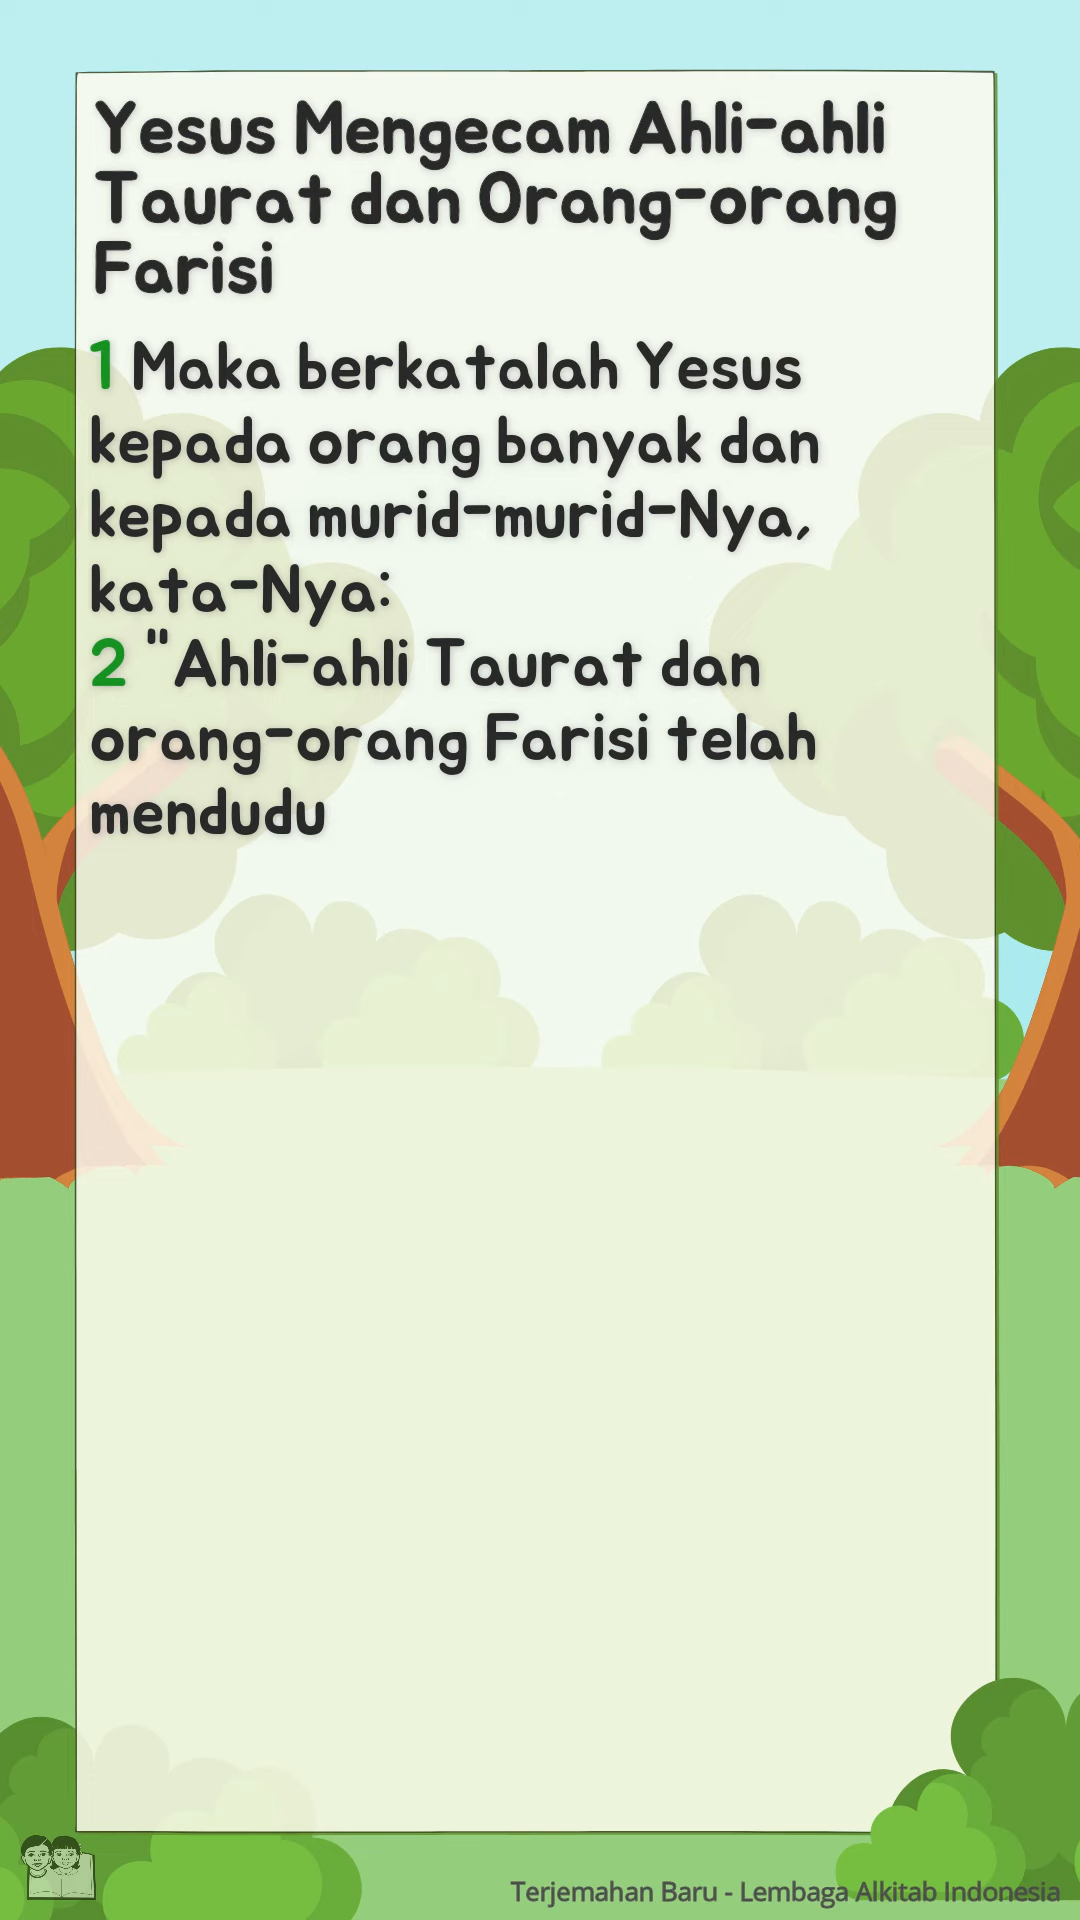 Yesus Mengecam Ahli-ahli
Taurat dan Orang-orang
Farisi
1 Maka berkatalah Yesus
kepada orang banyak dan
kepada murid-murid-Nya,
kata-Nya:
2 "Ahli-ahli Taurat dan
orang-orang Farisi telah
mendudu
Terjemahan Baru - Lembaga Alkitab Indonesia